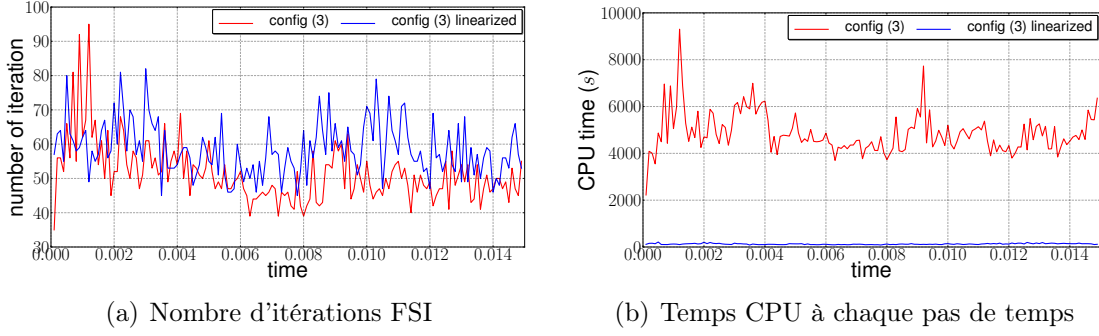 config (3) config (3) linearized
100
90
80
70
60
50
40
30
number of iteration
0.000 0.002 0.004 0.006 0.008 0.010 0.012 0.014
time
(a) Nombre d'itérations FSI
config (3) config (3) linearized
10000
8000
6000
4000
2000
0
CPU time (s)
0.000 0.002 0.004 0.006 0.008 0.010 0.012 0.014
time
(b) Temps CPU à chaque pas de temps